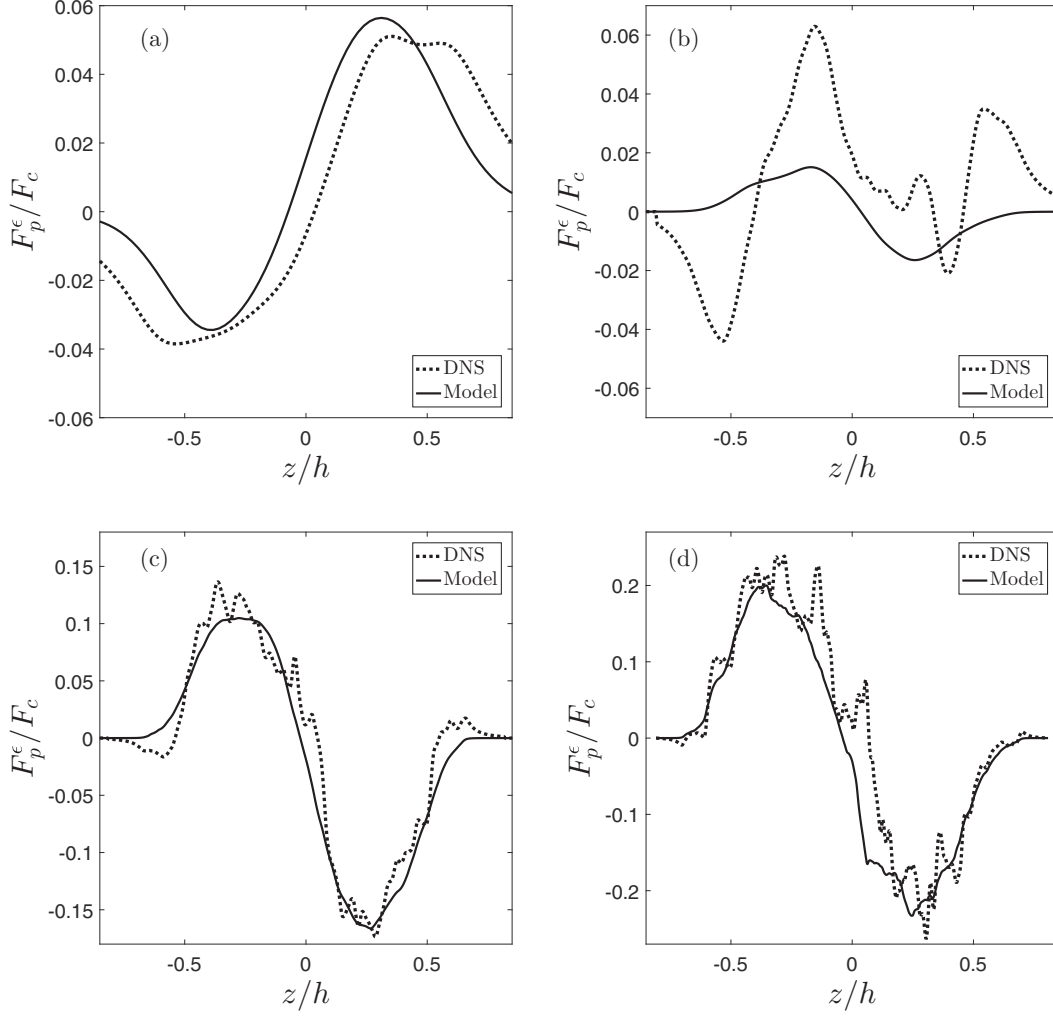 (a)
0.06
0.04
0.02
0
-0.02
-0.04
-0.06
F_p^ϵ/F_c
-0.5 0 0.5
z/h
DNS
Model
(b)
0.06
0.04
0.02
0
-0.02
-0.04
-0.06
F_p^ϵ/F_c
-0.5 0 0.5
z/h
DNS
Model
(c)
0.15
0.1
0.05
0
-0.05
-0.1
-0.15
F_p^ϵ/F_c
-0.5 0 0.5
z/h
DNS
Model
(d)
0.2
0.1
0
-0.1
-0.2
F_p^ϵ/F_c
-0.5 0 0.5
z/h
DNS
Model